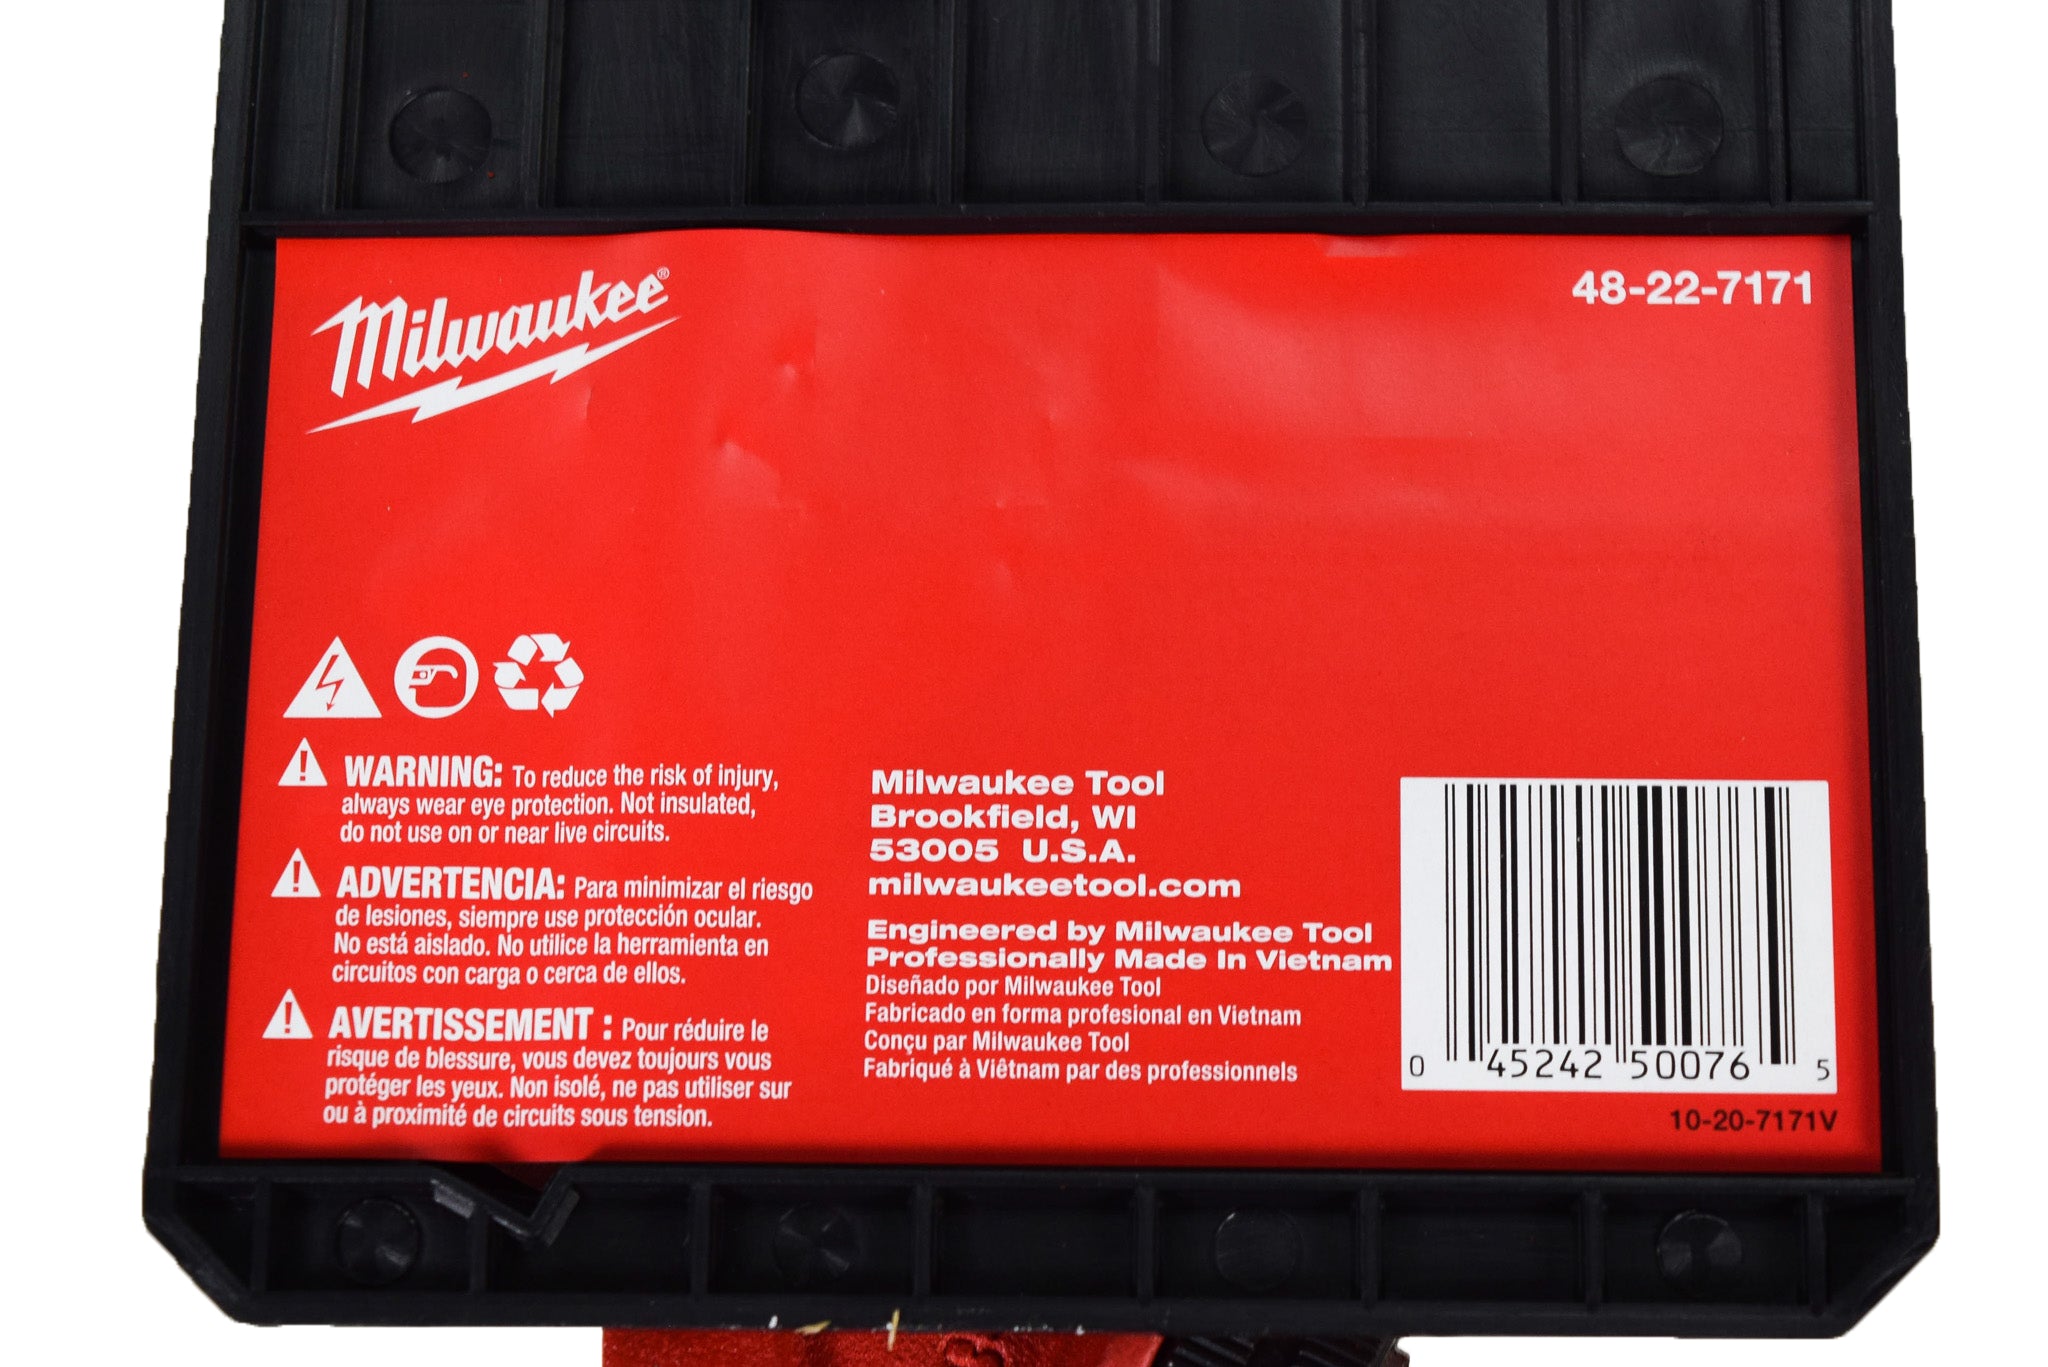 Milwaukee®
48-22-7171
WARNING: To reduce the risk of injury,
always wear eye protection. Not insulated,
do not use on or near live circuits.
ADVERTENCIA: Para minimizar el riesgo
de lesiones, siempre use protección ocular.
No está aislado. No utilice la herramienta en
circuitos con carga o cerca de ellos.
AVERTISSEMENT : Pour réduire le
risque de blessure, vous devez toujours vous
protéger les yeux. Non isolé, ne pas utiliser sur
ou à proximité de circuits sous tension.
Milwaukee Tool
Brookfield, WI
53005 U.S.A.
milwaukeetool.com
Engineered by Milwaukee Tool
Professionally Made In Vietnam
Diseñado por Milwaukee Tool
Fabricado en forma profesional en Vietnam
Conçu par Milwaukee Tool
Fabriqué à Viêtnam par des professionnels
0 45242 50076 5
10-20-7171V